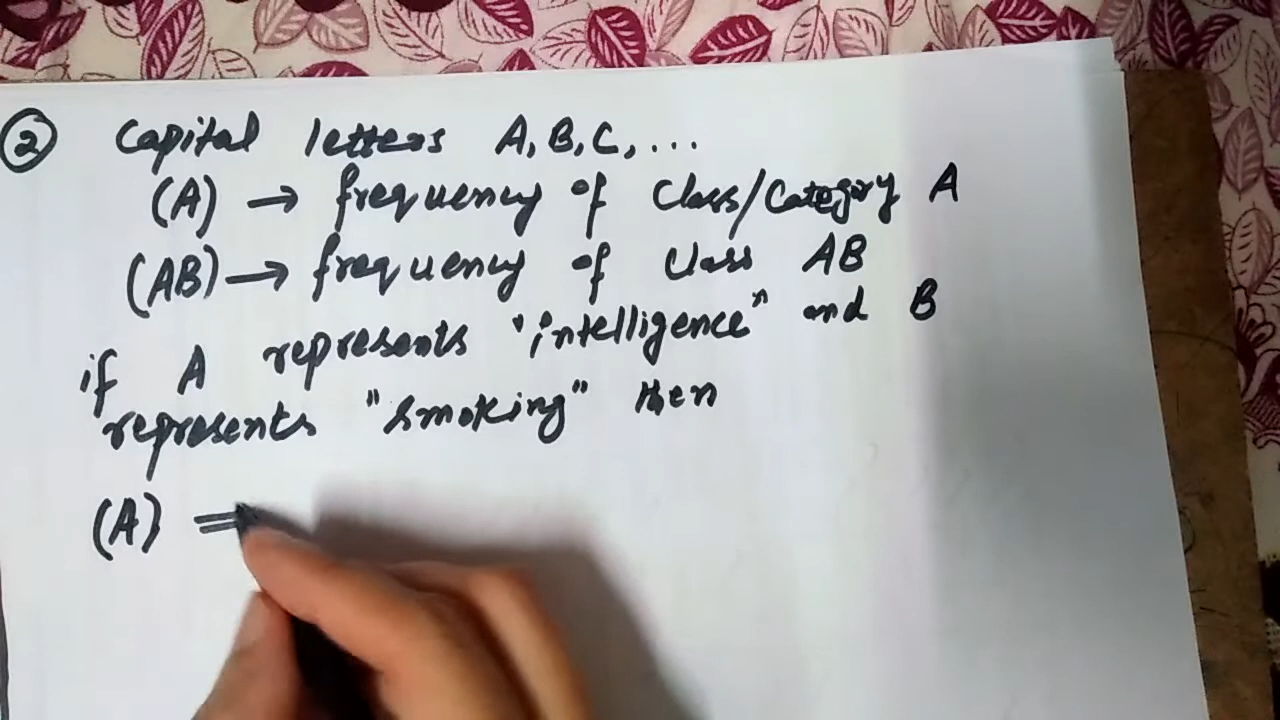 ② Capital letters A, B, C, ...
(A) → frequency of Class/Category A
(AB) → frequency of Class AB
if A represents "intelligence" and B
represents "smoking" then
(A) =